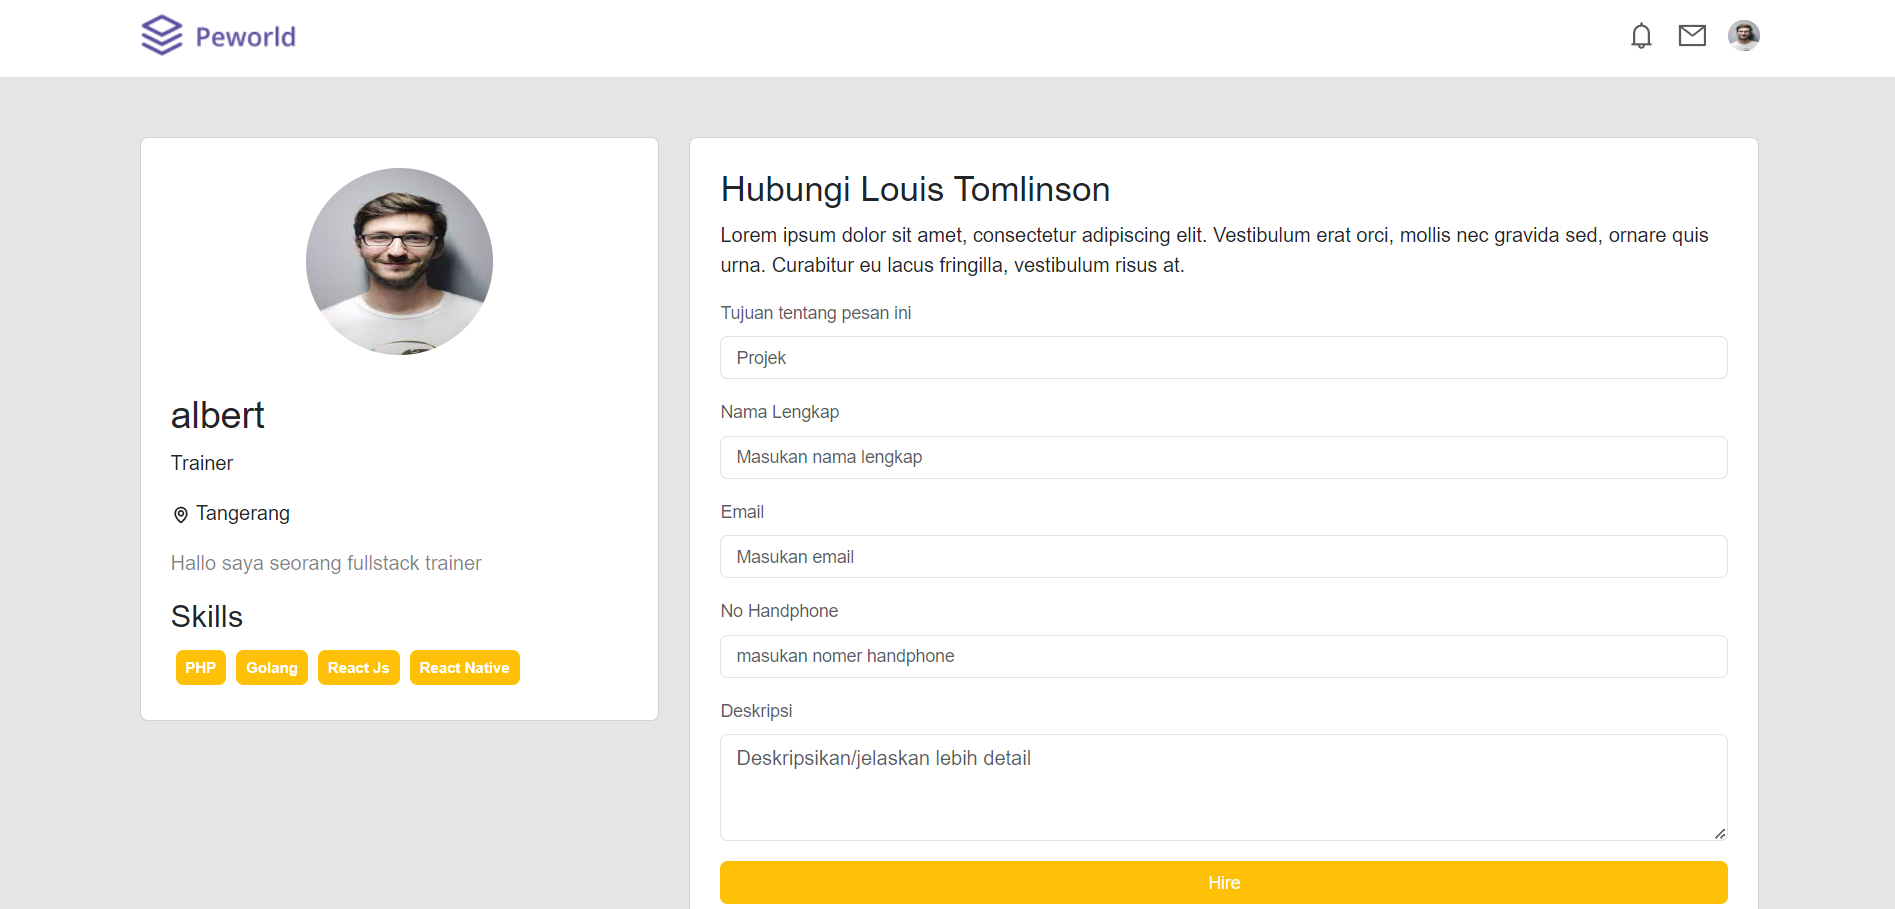 Peworld
albert
Trainer
Tangerang
Hallo saya seorang fullstack trainer
Skills
PHP
Golang
React Js
React Native
Hubungi Louis Tomlinson
Lorem ipsum dolor sit amet, consectetur adipiscing elit. Vestibulum erat orci, mollis nec gravida sed, ornare quis
urna. Curabitur eu lacus fringilla, vestibulum risus at.
Tujuan tentang pesan ini
Projek
Nama Lengkap
Masukan nama lengkap
Email
Masukan email
No Handphone
masukan nomer handphone
Deskripsi
Deskripsikan/jelaskan lebih detail
Hire